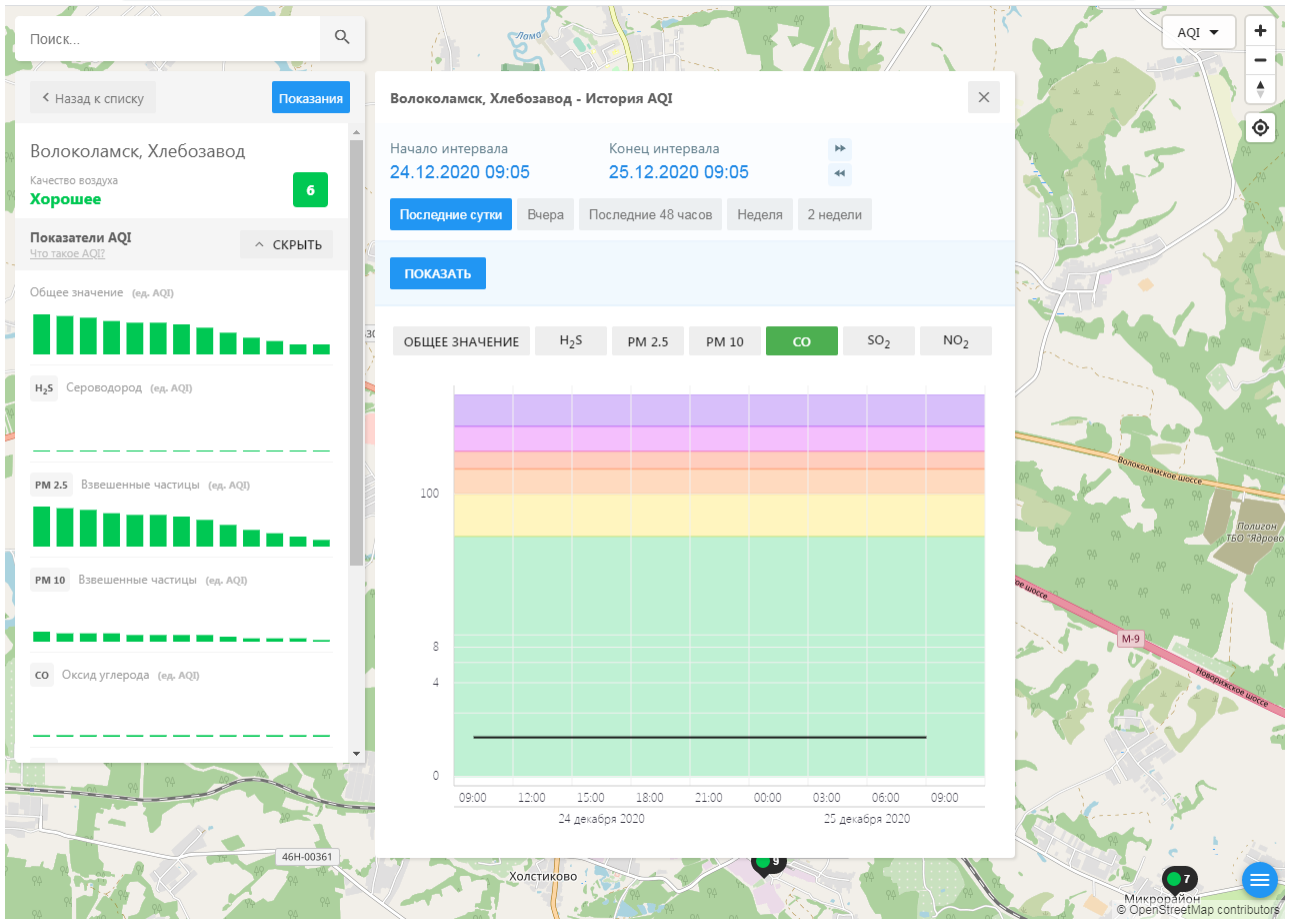 Поиск...
AQI
Ломо
Назад к списку
Показания
Волоколамск, Хлебозавод
Качество воздуха
Хорошее
6
Показатели AQI
Что такое AQI?
СКРЫТЬ
Общее значение (ед. AQI)
H₂S Сероводород (ед. AQI)
PM 2.5 Взвешенные частицы (ед. AQI)
PM 10 Взвешенные частицы (ед. AQI)
CO Оксид углерода (ед. AQI)
Волоколамск, Хлебозавод - История AQI
Начало интервала
Конец интервала
24.12.2020 09:05
25.12.2020 09:05
Последние сутки
Вчера
Последние 48 часов
Неделя
2 недели
ПОКАЗАТЬ
ОБЩЕЕ ЗНАЧЕНИЕ
H₂S
PM 2.5
PM 10
CO
SO₂
NO₂
100
8
4
0
09:00 12:00 15:00 18:00 21:00 00:00 03:00 06:00 09:00
24 декабря 2020
25 декабря 2020
Волоколамское шоссе
Полигон
ТБО "Ядрово
ое шоссе
М-9
Новорижское шоссе
46Н-00361
Холстиково
9
7
Микрорайон
© OpenStreetMap contributors